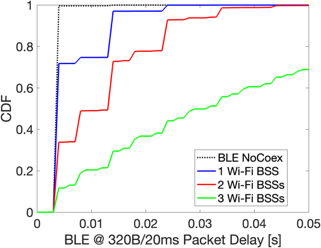 1
0.8
0.6
0.4
0.2
0
CDF
0 0.01 0.02 0.03 0.04 0.05
BLE @ 320B/20ms Packet Delay [s]
BLE NoCoex
1 Wi-Fi BSS
2 Wi-Fi BSSs
3 Wi-Fi BSSs